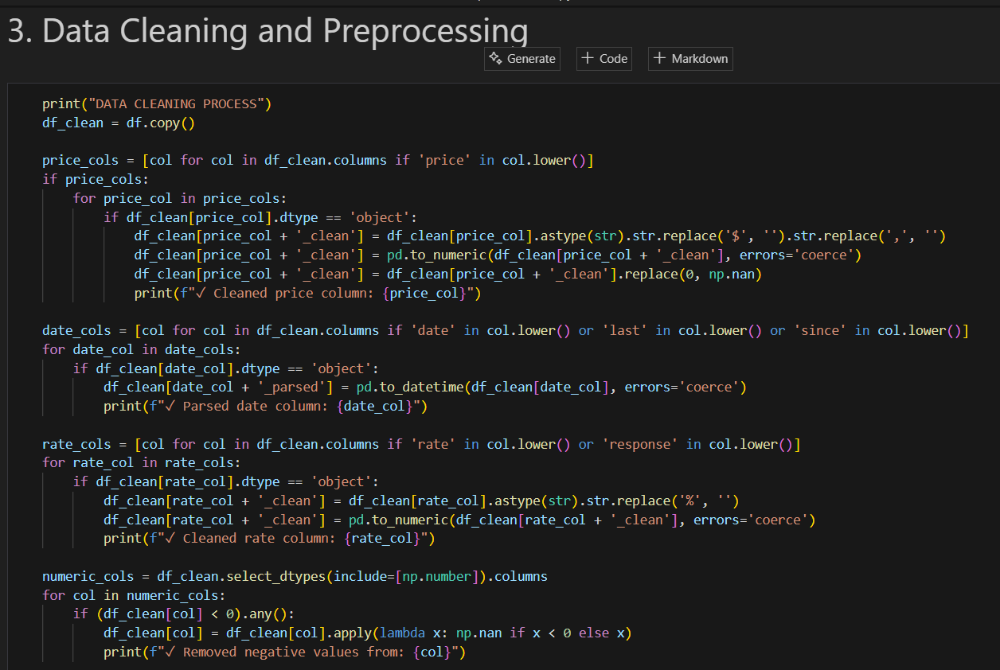 3. Data Cleaning and Preprocessing
Generate
Code
Markdown
print("DATA CLEANING PROCESS")
df_clean = df.copy()
price_cols = [col for col in df_clean.columns if 'price' in col.lower()]
if price_cols:
    for price_col in price_cols:
        if df_clean[price_col].dtype == 'object':
            df_clean[price_col + '_clean'] = df_clean[price_col].astype(str).str.replace('$', '').str.replace(',', '')
            df_clean[price_col + '_clean'] = pd.to_numeric(df_clean[price_col + '_clean'], errors='coerce')
            df_clean[price_col + '_clean'] = df_clean[price_col + '_clean'].replace(0, np.nan)
            print(f"✓ Cleaned price column: {price_col}")
date_cols = [col for col in df_clean.columns if 'date' in col.lower() or 'last' in col.lower() or 'since' in col.lower()]
for date_col in date_cols:
    if df_clean[date_col].dtype == 'object':
        df_clean[date_col + '_parsed'] = pd.to_datetime(df_clean[date_col], errors='coerce')
        print(f"✓ Parsed date column: {date_col}")
rate_cols = [col for col in df_clean.columns if 'rate' in col.lower() or 'response' in col.lower()]
for rate_col in rate_cols:
    if df_clean[rate_col].dtype == 'object':
        df_clean[rate_col + '_clean'] = df_clean[rate_col].astype(str).str.replace('%', '')
        df_clean[rate_col + '_clean'] = pd.to_numeric(df_clean[rate_col + '_clean'], errors='coerce')
        print(f"✓ Cleaned rate column: {rate_col}")
numeric_cols = df_clean.select_dtypes(include=[np.number]).columns
for col in numeric_cols:
    if (df_clean[col] < 0).any():
        df_clean[col] = df_clean[col].apply(lambda x: np.nan if x < 0 else x)
        print(f"✓ Removed negative values from: {col}")